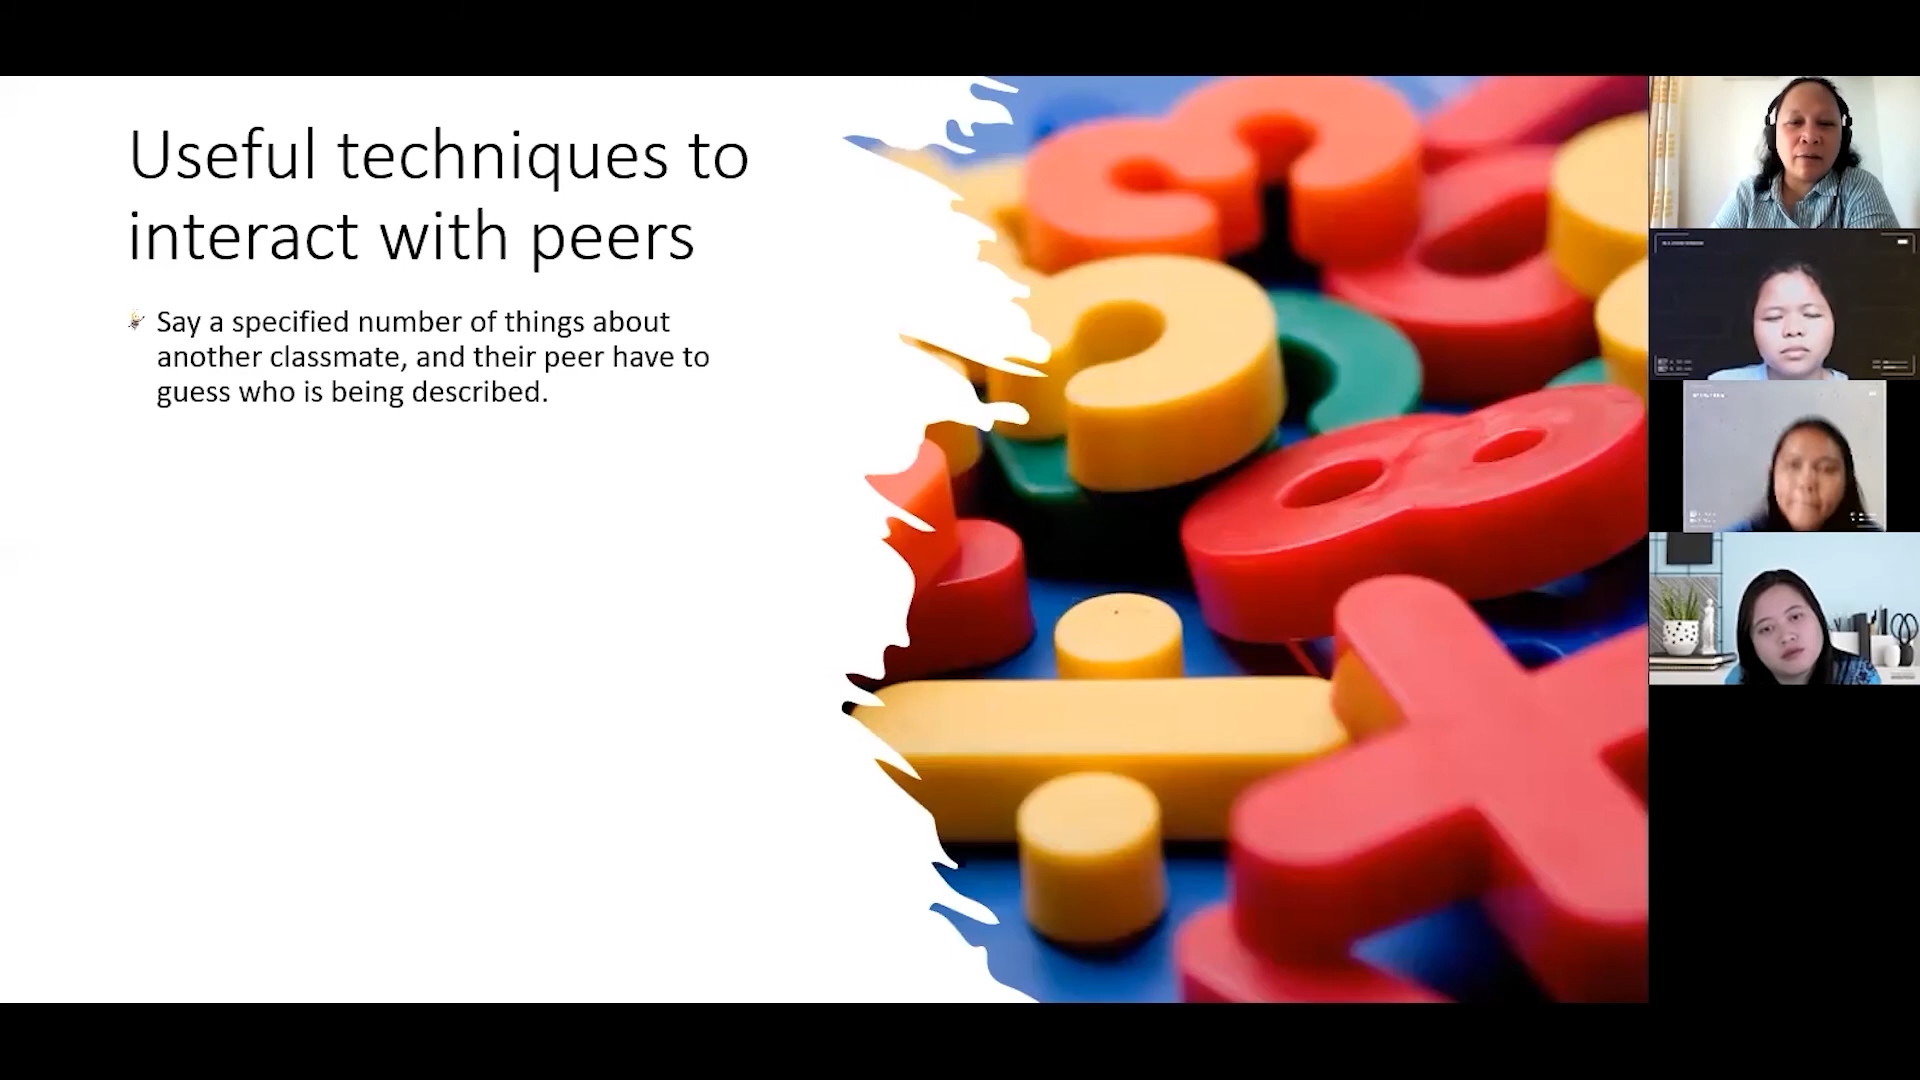 Useful techniques to
interact with peers
Say a specified number of things about
another classmate, and their peer have to
guess who is being described.